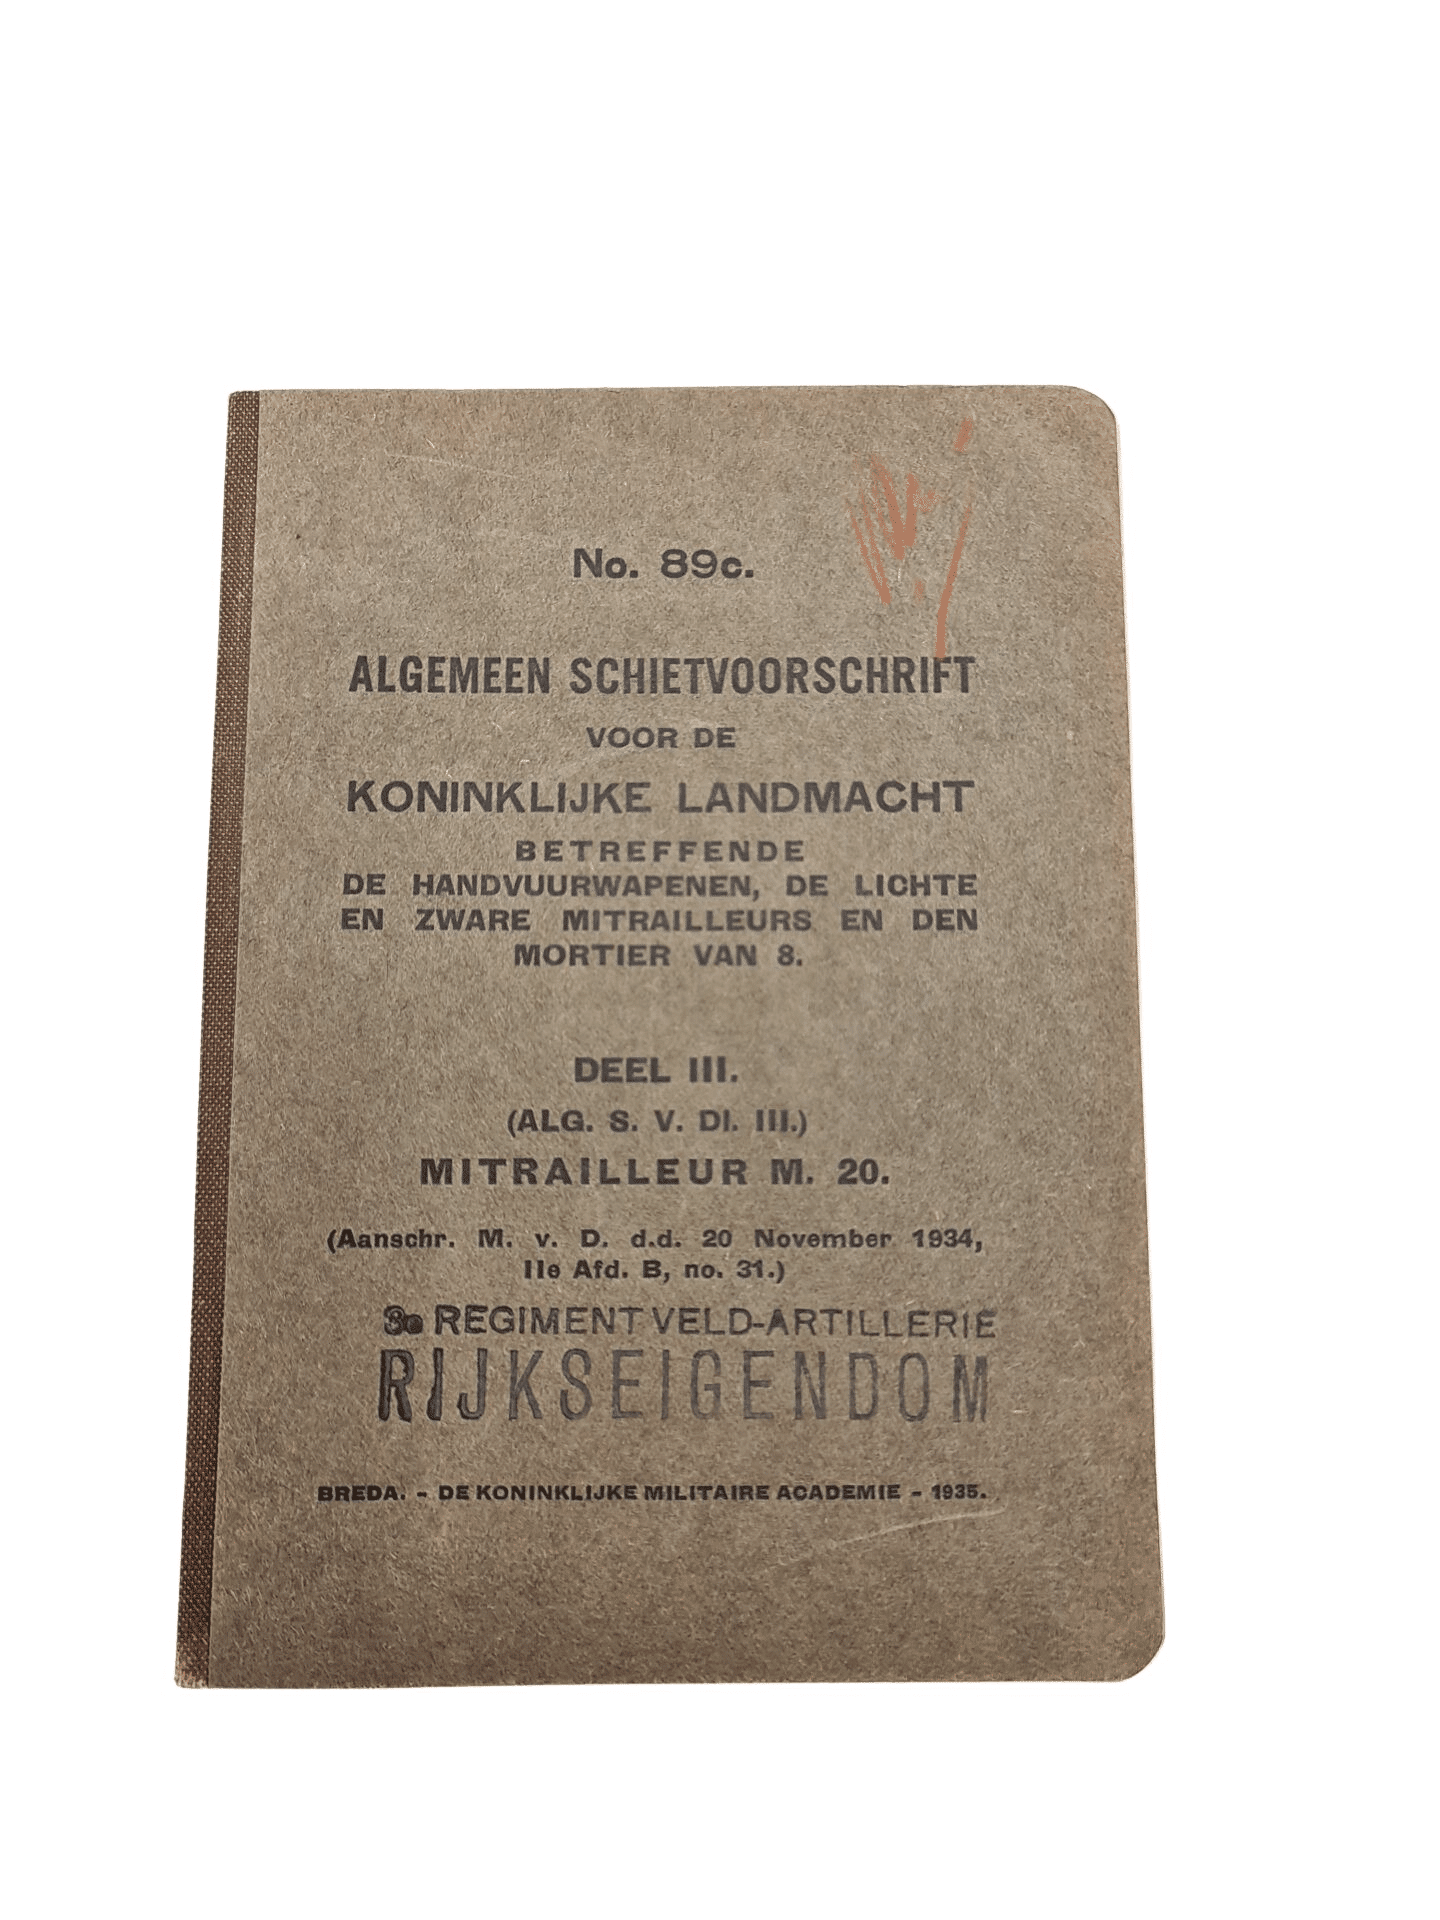 No. 89c.
ALGEMEEN SCHIETVOORSCHRIFT
VOOR DE
KONINKLIJKE LANDMACHT
BETREFFENDE
DE HANDVUURWAPENEN, DE LICHTE
EN ZWARE MITRAILLEURS EN DEN
MORTIER VAN 8.
DEEL III.
(ALG. S. V. Dl. III.)
MITRAILLEUR M. 20.
(Aanschr. M. v. D. d.d. 20 November 1934,
IIe Afd. B, no. 31.)
REGIMENT VELD-ARTILLERIE
RIJKSEIGENDOM
BREDA. - DE KONINKLIJKE MILITAIRE ACADEMIE - 1935.